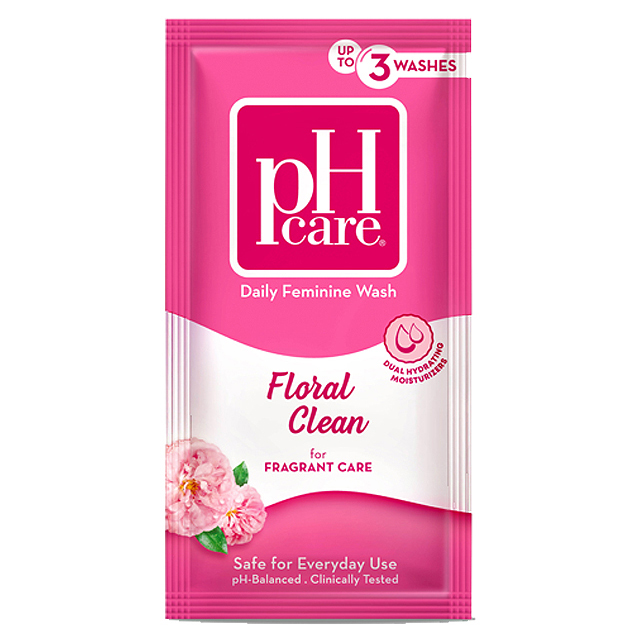 UP
TO
3 WASHES
pH
care®
Daily Feminine Wash
DUAL HYDRATING
MOISTURIZERS
Floral
Clean
for
FRAGRANT CARE
Safe for Everyday Use
pH-Balanced . Clinically Tested